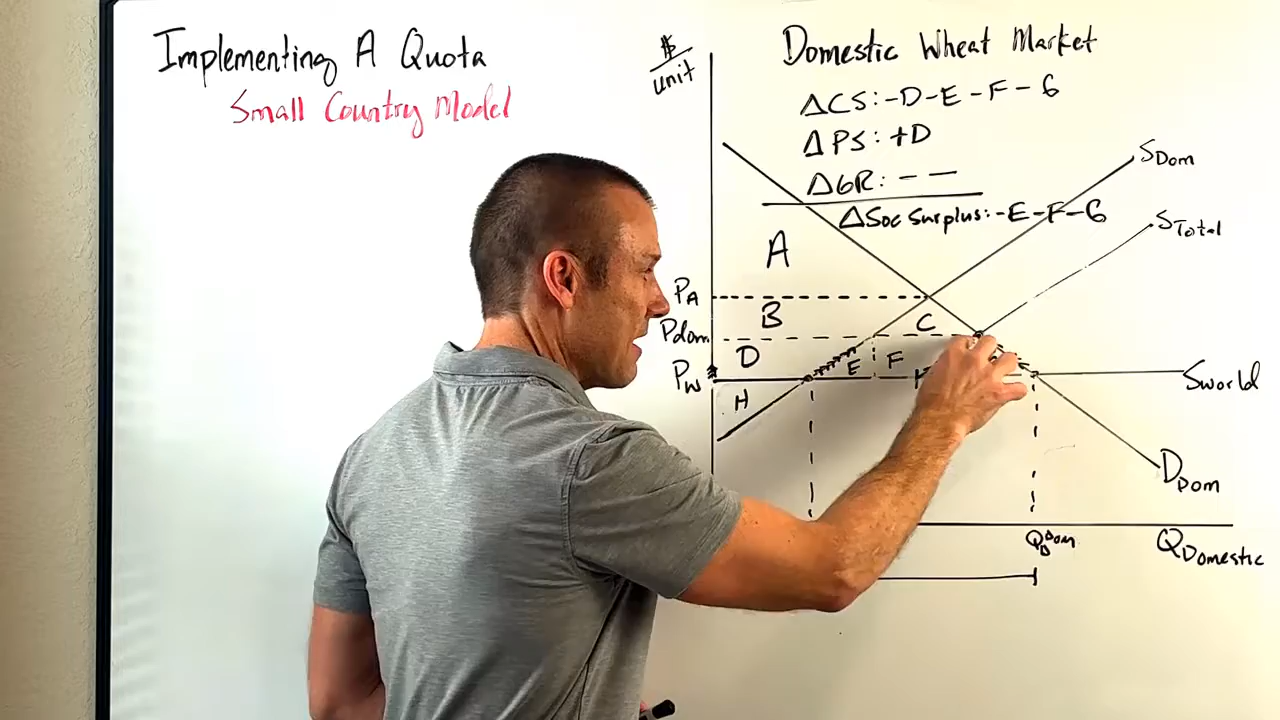 Implementing A Quota
Small Country Model
$/unit
Domestic Wheat Market
ΔCS: -D-E-F-G
ΔPS: +D
ΔGR: — —
ΔSoc Surplus: -E-F-G
SDom
STotal
A
PA
B
C
Pdom
D
E
F
PW
H
Sworld
DDom
QDDom
QDomestic